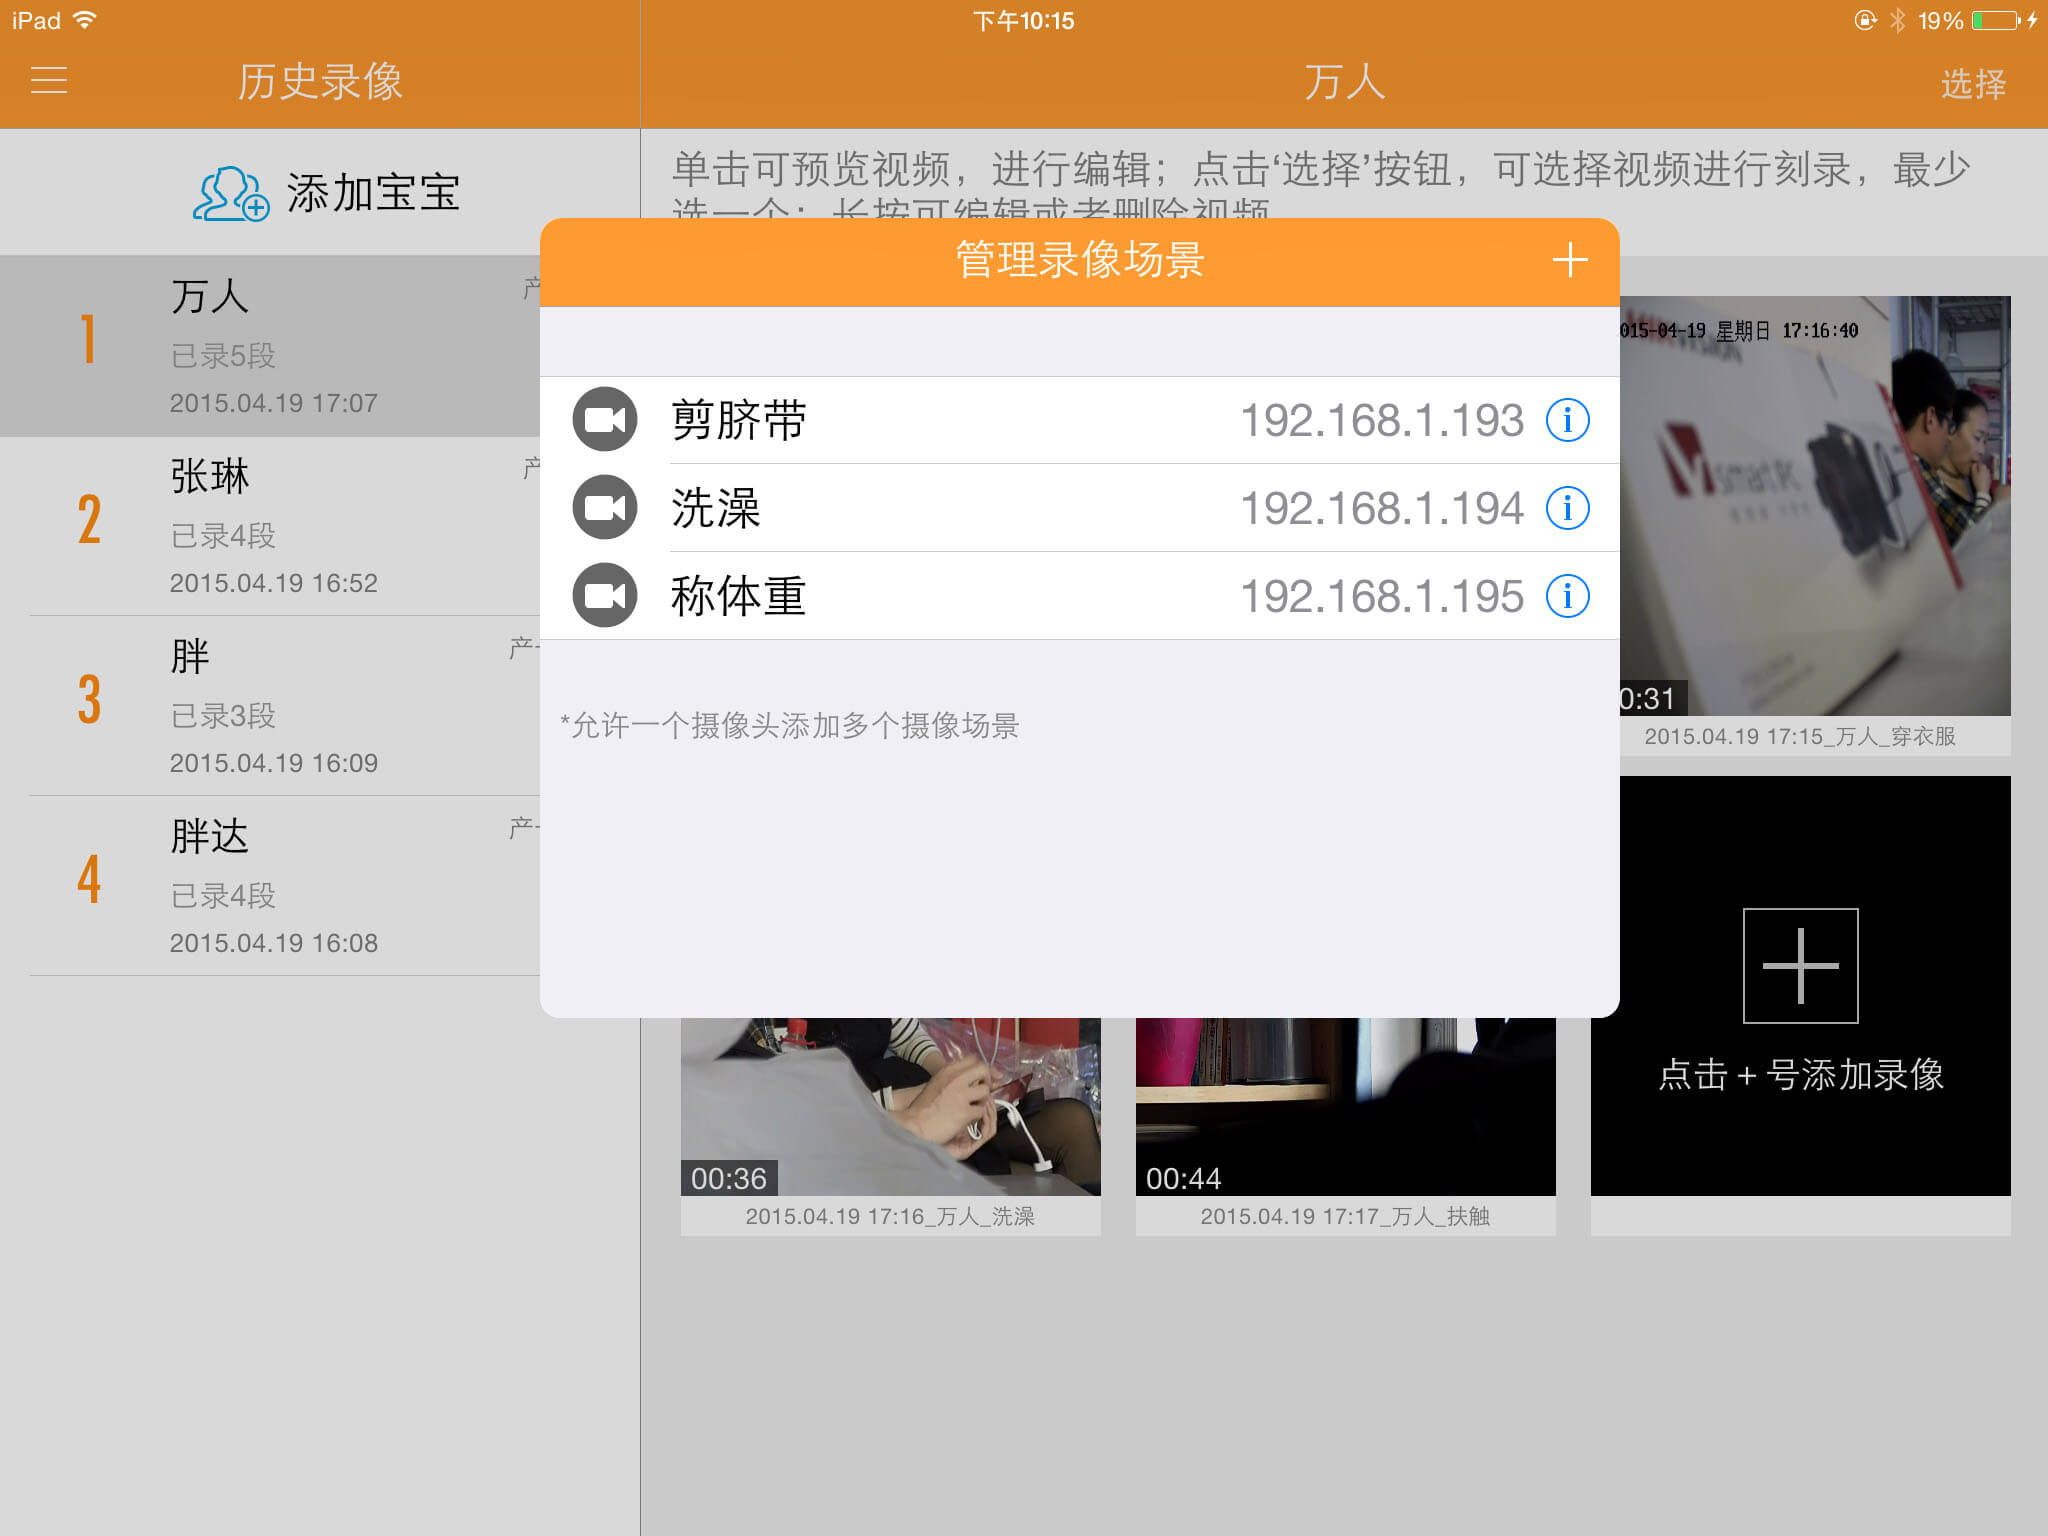 iPad
下午10:15
19%
历史录像
万人
选择
添加宝宝
单击可预览视频，进行编辑；点击‘选择’按钮，可选择视频进行刻录，最少
选一个；长按可编辑或者删除视频
管理录像场景
剪脐带 192.168.1.193
洗澡 192.168.1.194
称体重 192.168.1.195
*允许一个摄像头添加多个摄像场景
1
万人
产
已录5段
2015.04.19 17:07
2
张琳
产
已录4段
2015.04.19 16:52
3
胖
产
已录3段
2015.04.19 16:09
4
胖达
产
已录4段
2015.04.19 16:08
015-04-19 星期日 17:16:40
smart PC
0:31
2015.04.19 17:15_万人_穿衣服
点击+号添加录像
00:36
2015.04.19 17:16_万人_洗澡
00:44
2015.04.19 17:17_万人_扶触